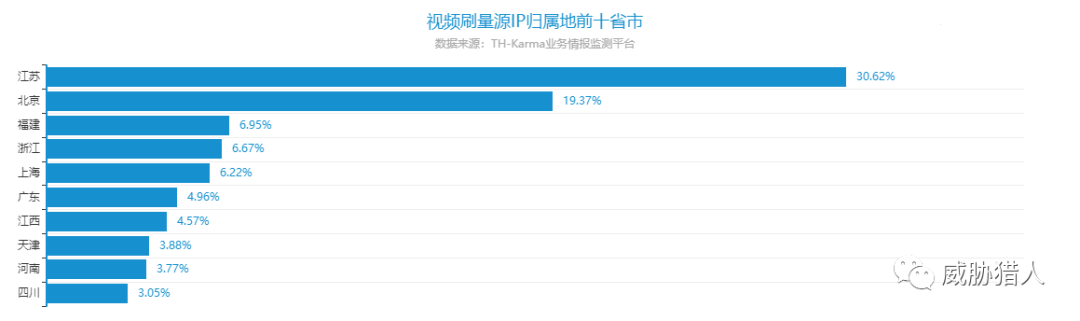 视频刷量源IP归属地前十省市
数据来源：TH-Karma业务情报监测平台
江苏 30.62%
北京 19.37%
福建 6.95%
浙江 6.67%
上海 6.22%
广东 4.96%
江西 4.57%
天津 3.88%
河南 3.77%
四川 3.05%
威胁猎人